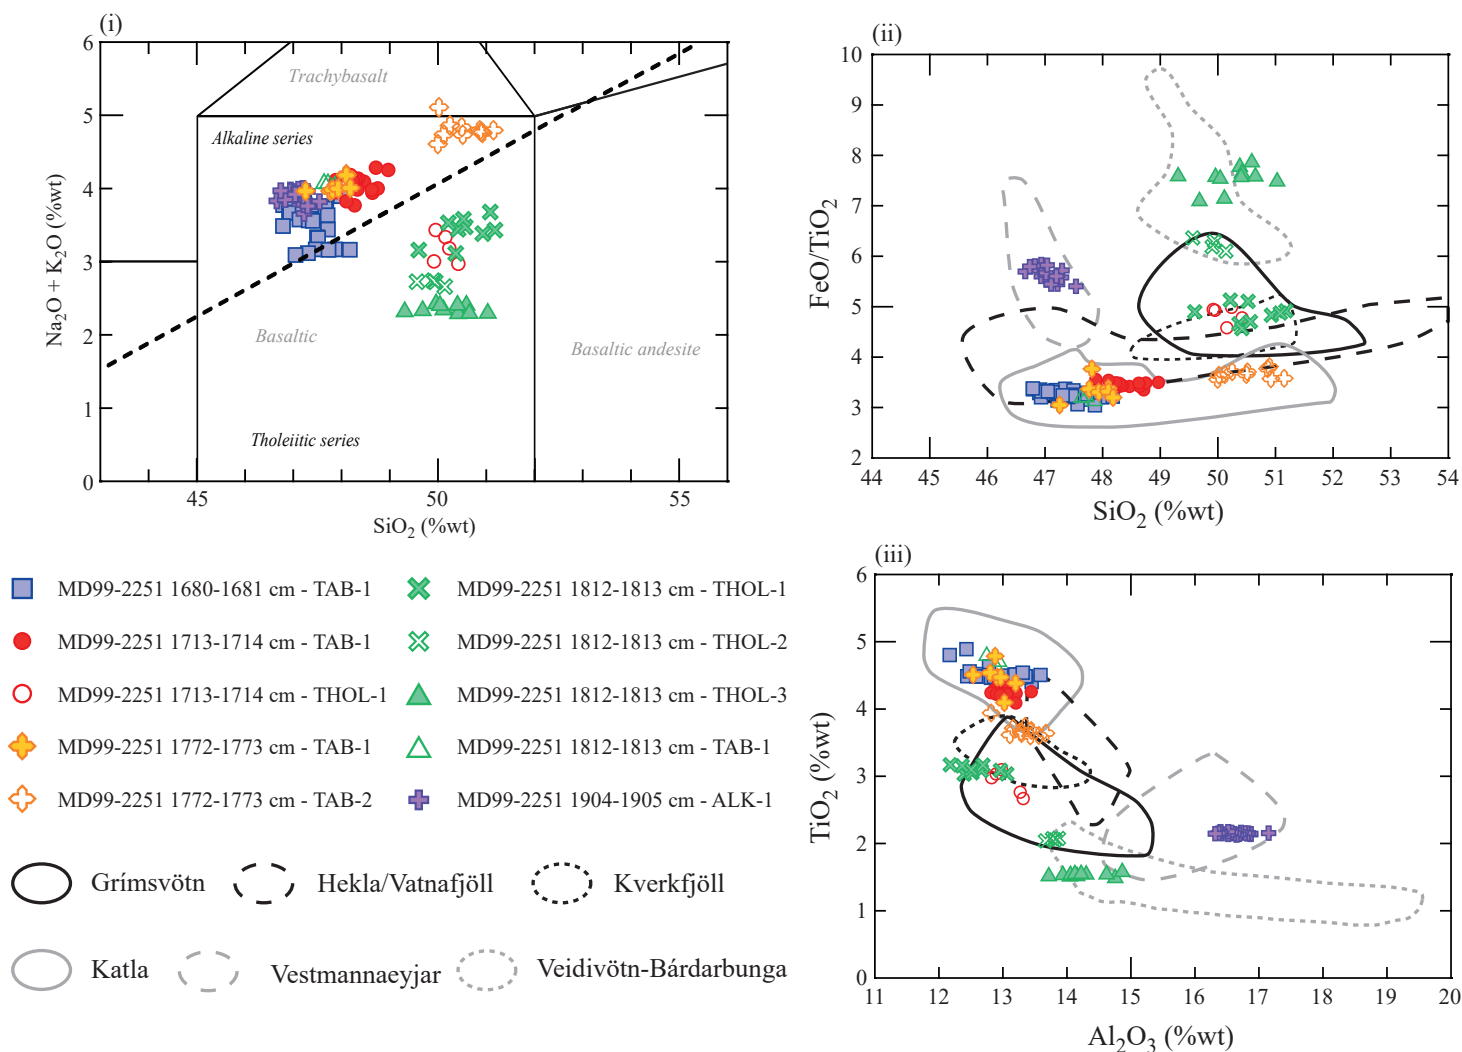 (i)
6
5
4
3
2
1
0
Na2O + K2O (%wt)
Trachybasalt
Alkaline series
Basaltic
Basaltic andesite
Tholeiitic series
45 50 55
SiO2 (%wt)
(ii)
10
9
8
7
6
5
4
3
2
FeO/TiO2
44 45 46 47 48 49 50 51 52 53 54
SiO2 (%wt)
MD99-2251 1680-1681 cm - TAB-1
MD99-2251 1713-1714 cm - TAB-1
MD99-2251 1713-1714 cm - THOL-1
MD99-2251 1772-1773 cm - TAB-1
MD99-2251 1772-1773 cm - TAB-2
MD99-2251 1812-1813 cm - THOL-1
MD99-2251 1812-1813 cm - THOL-2
MD99-2251 1812-1813 cm - THOL-3
MD99-2251 1812-1813 cm - TAB-1
MD99-2251 1904-1905 cm - ALK-1
Grímsvötn
Hekla/Vatnafjöll
Kverkfjöll
Katla
Vestmannaeyjar
Veidivötn-Bárdarbunga
(iii)
6
5
4
3
2
1
0
TiO2 (%wt)
11 12 13 14 15 16 17 18 19 20
Al2O3 (%wt)